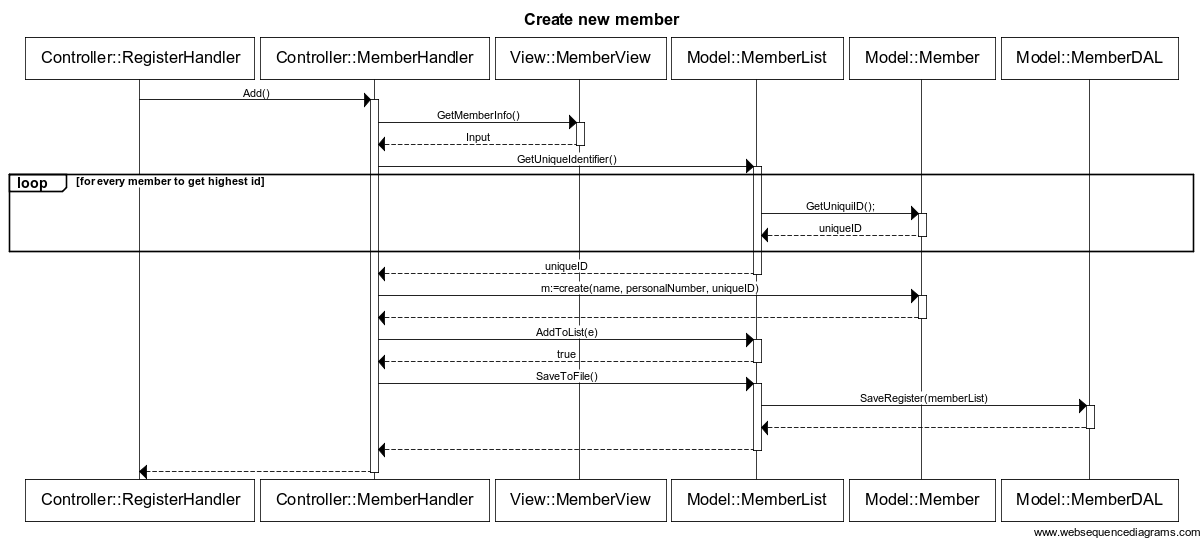 Create new member
Controller::RegisterHandler Controller::MemberHandler View::MemberView Model::MemberList Model::Member Model::MemberDAL
Add()
GetMemberInfo()
Input
GetUniqueIdentifier()
loop [for every member to get highest id]
GetUniquiID();
uniqueID
uniqueID
m:=create(name, personalNumber, uniqueID)
AddToList(e)
true
SaveToFile()
SaveRegister(memberList)
Controller::RegisterHandler Controller::MemberHandler View::MemberView Model::MemberList Model::Member Model::MemberDAL
www.websequencediagrams.com